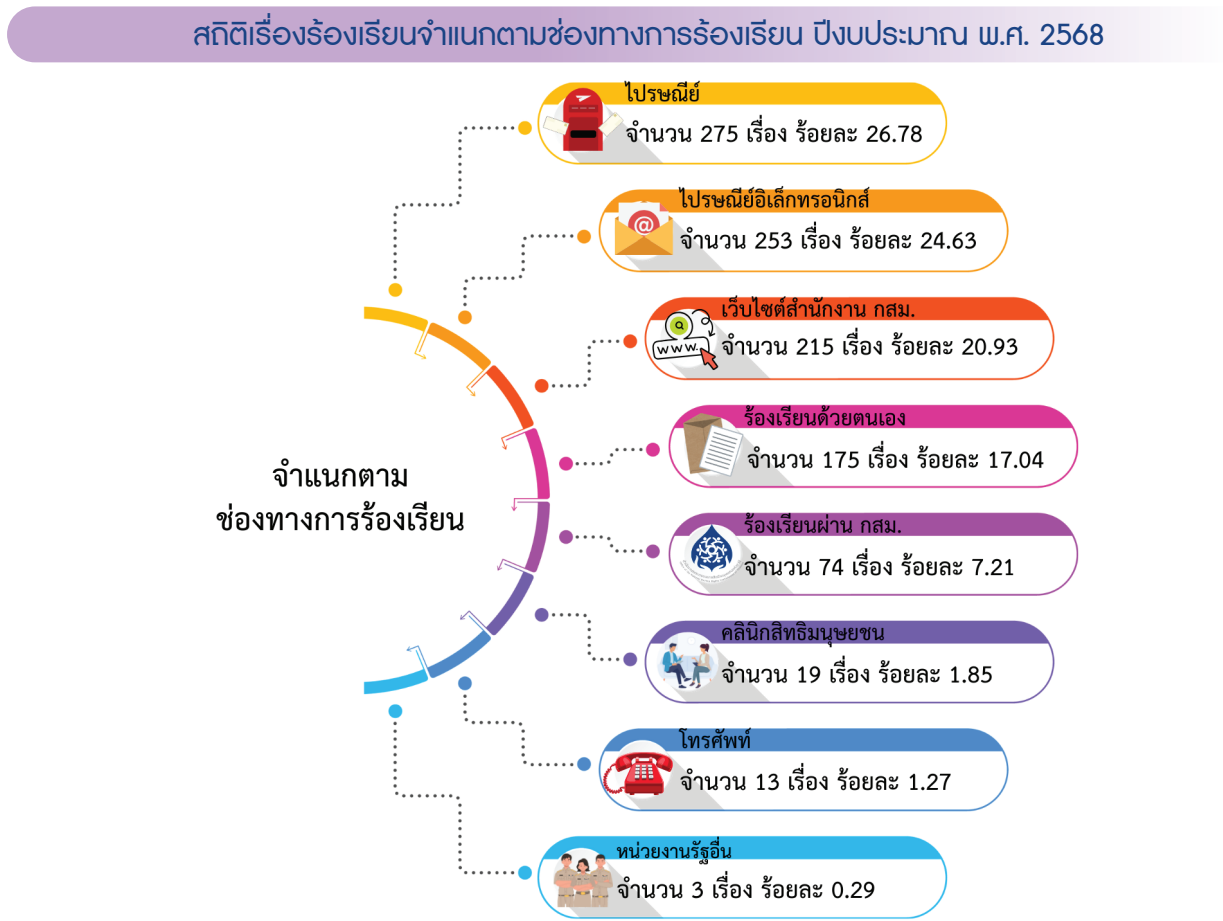 สถิติเรื่องร้องเรียนจำแนกตามช่องทางการร้องเรียน ปีงบประมาณ พ.ศ. 2568
ไปรษณีย์
จำนวน 275 เรื่อง ร้อยละ 26.78
ไปรษณีย์อิเล็กทรอนิกส์
@
จำนวน 253 เรื่อง ร้อยละ 24.63
เว็บไซต์สำนักงาน กสม.
www.
จำนวน 215 เรื่อง ร้อยละ 20.93
ร้องเรียนด้วยตนเอง
จำนวน 175 เรื่อง ร้อยละ 17.04
จำแนกตาม
ช่องทางการร้องเรียน
ร้องเรียนผ่าน กสม.
จำนวน 74 เรื่อง ร้อยละ 7.21
คลินิกสิทธิมนุษยชน
จำนวน 19 เรื่อง ร้อยละ 1.85
โทรศัพท์
จำนวน 13 เรื่อง ร้อยละ 1.27
หน่วยงานรัฐอื่น
จำนวน 3 เรื่อง ร้อยละ 0.29